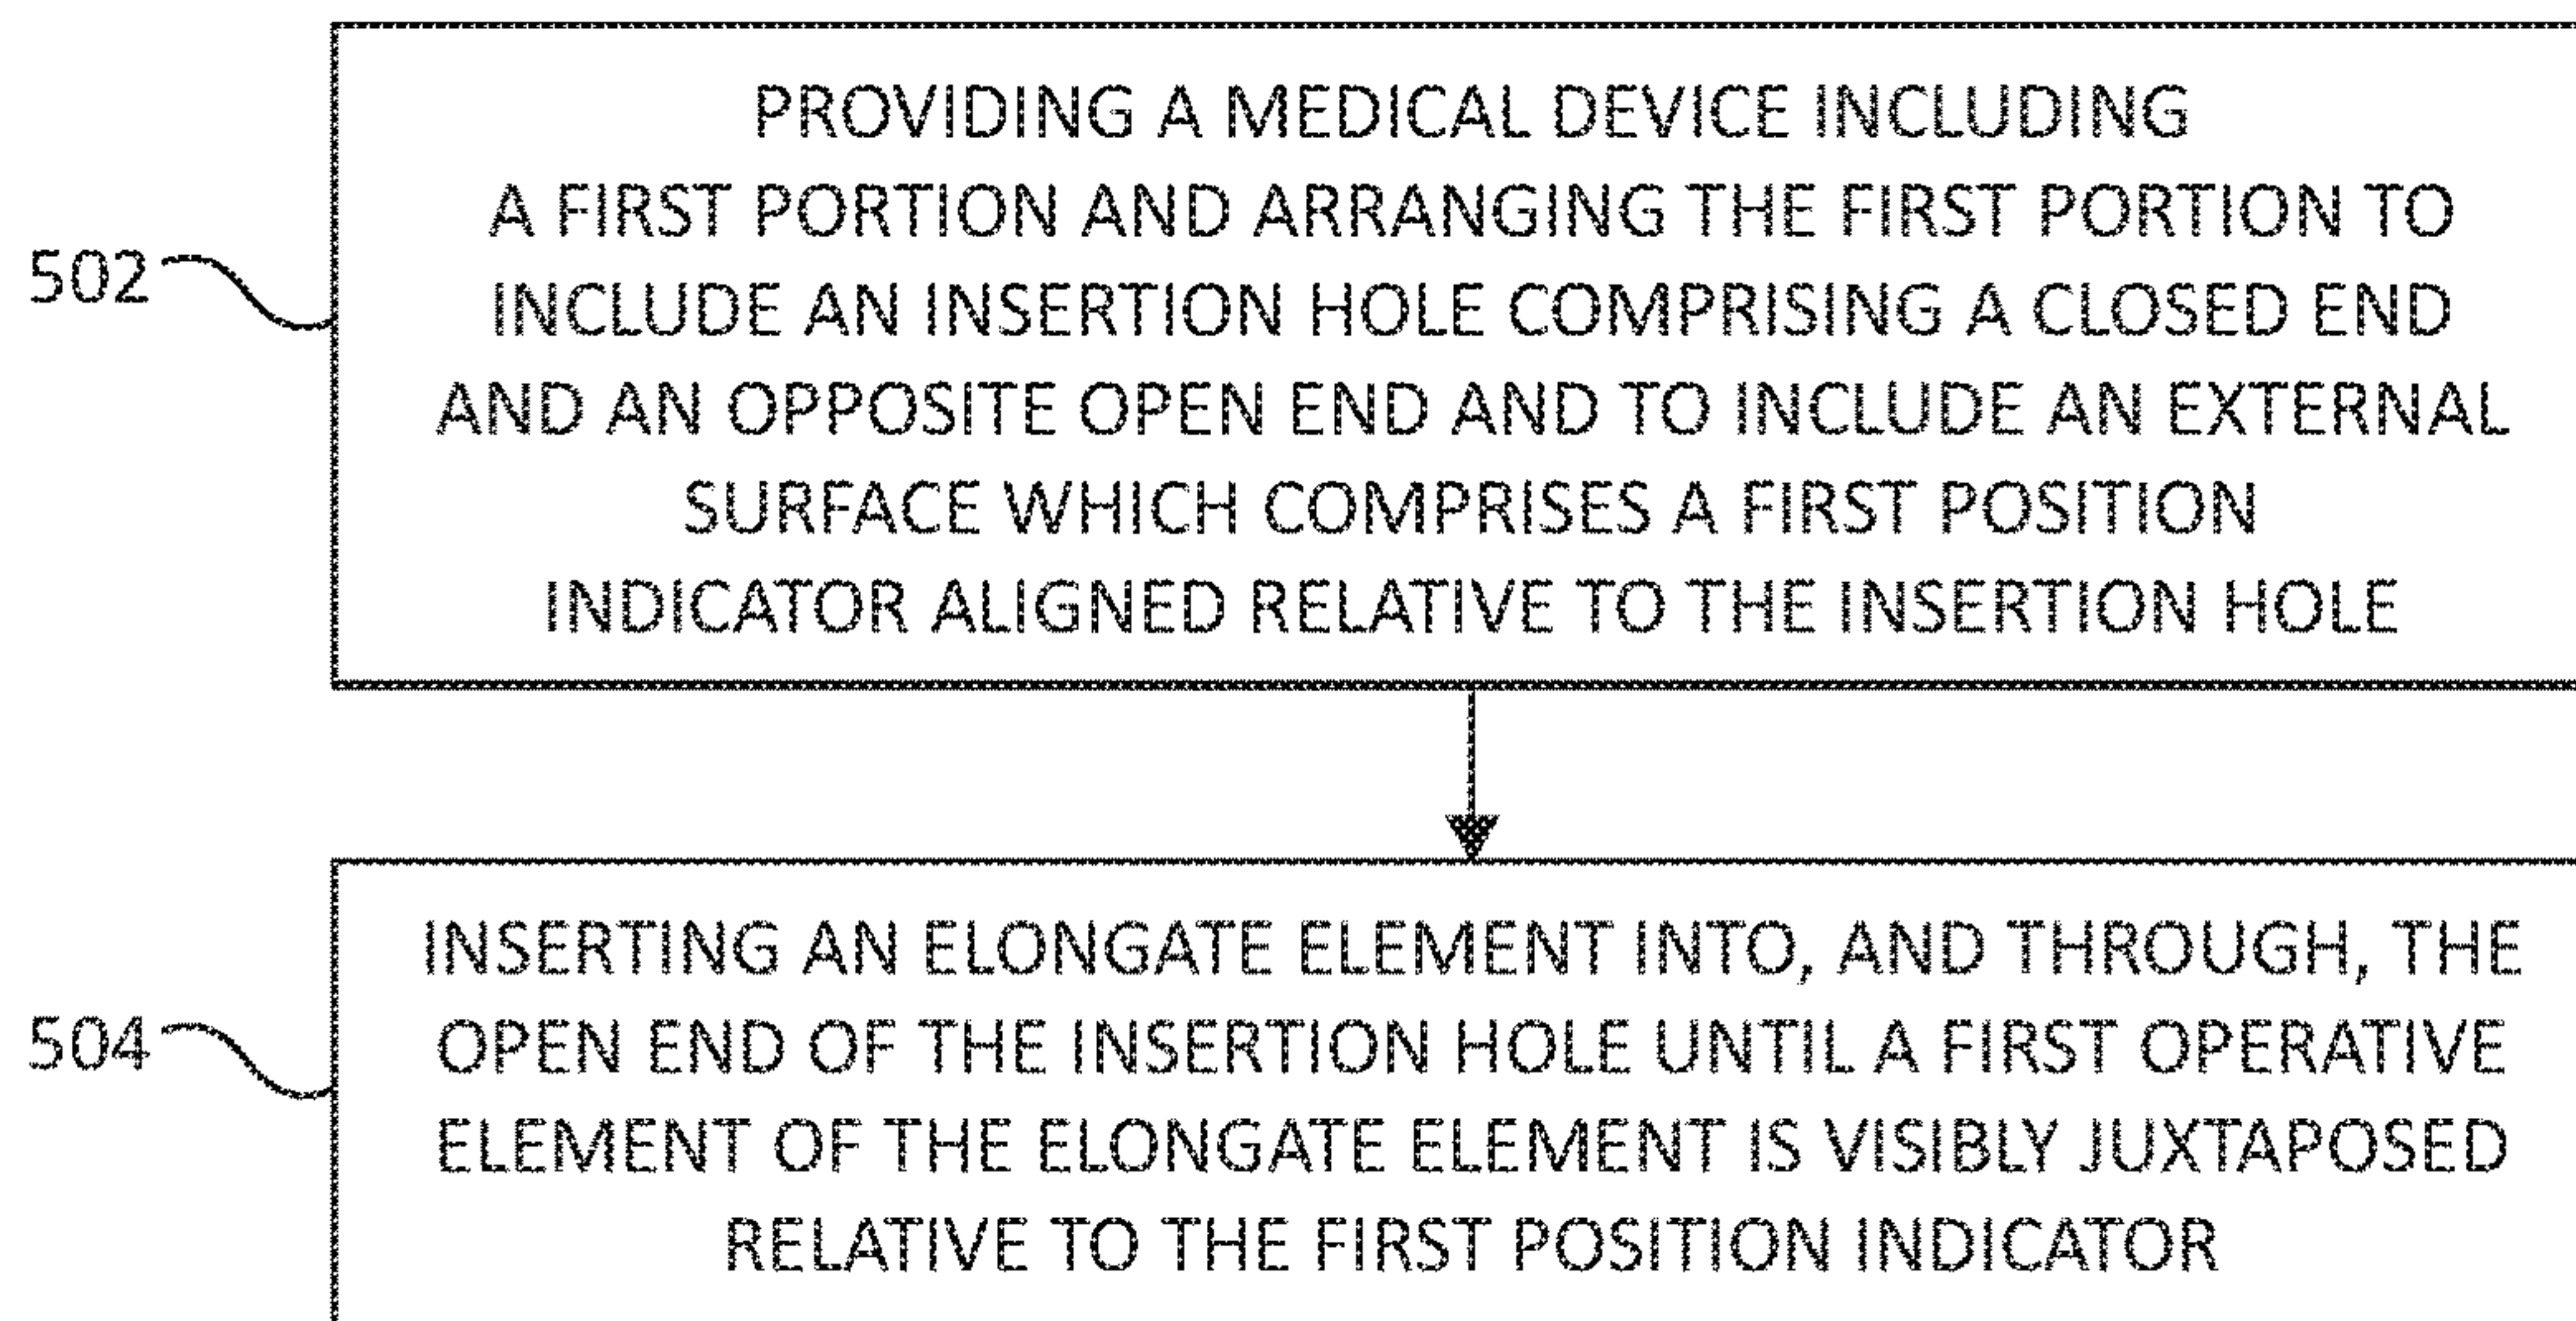 PROVIDING A MEDICAL DEVICE INCLUDING
A FIRST PORTION AND ARRANGING THE FIRST PORTION TO
502
INCLUDE AN INSERTION HOLE COMPRISING A CLOSED END
AND AN OPPOSITE OPEN END AND TO INCLUDE AN EXTERNAL
SURFACE WHICH COMPRISES A FIRST POSITION
INDICATOR ALIGNED RELATIVE TO THE INSERTION HOLE
INSERTING AN ELONGATE ELEMENT INTO, AND THROUGH, THE
504
OPEN END OF THE INSERTION HOLE UNTIL A FIRST OPERATIVE
ELEMENT OF THE ELONGATE ELEMENT IS VISIBLY JUXTAPOSED
RELATIVE TO THE FIRST POSITION INDICATOR